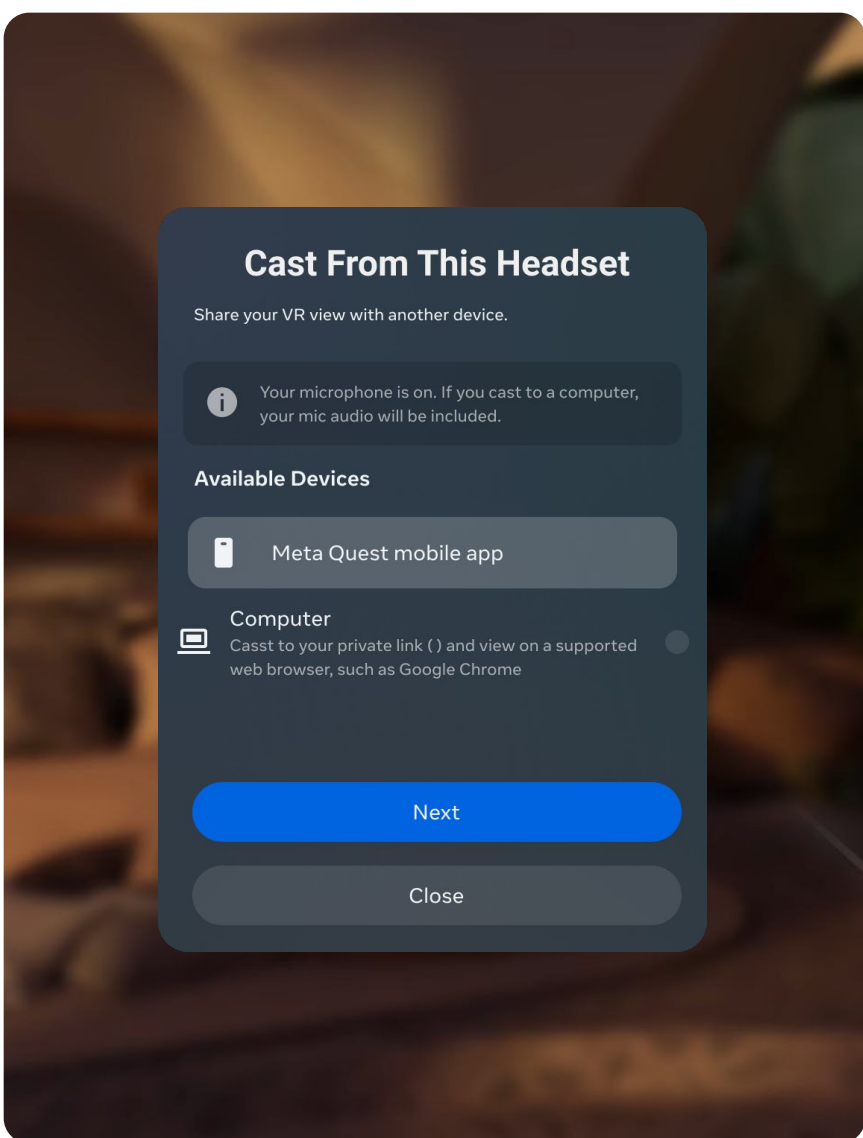 Cast From This Headset
Share your VR view with another device.
Your microphone is on. If you cast to a computer,
your mic audio will be included.
Available Devices
Meta Quest mobile app
Computer
Casst to your private link ( ) and view on a supported
web browser, such as Google Chrome
Next
Close